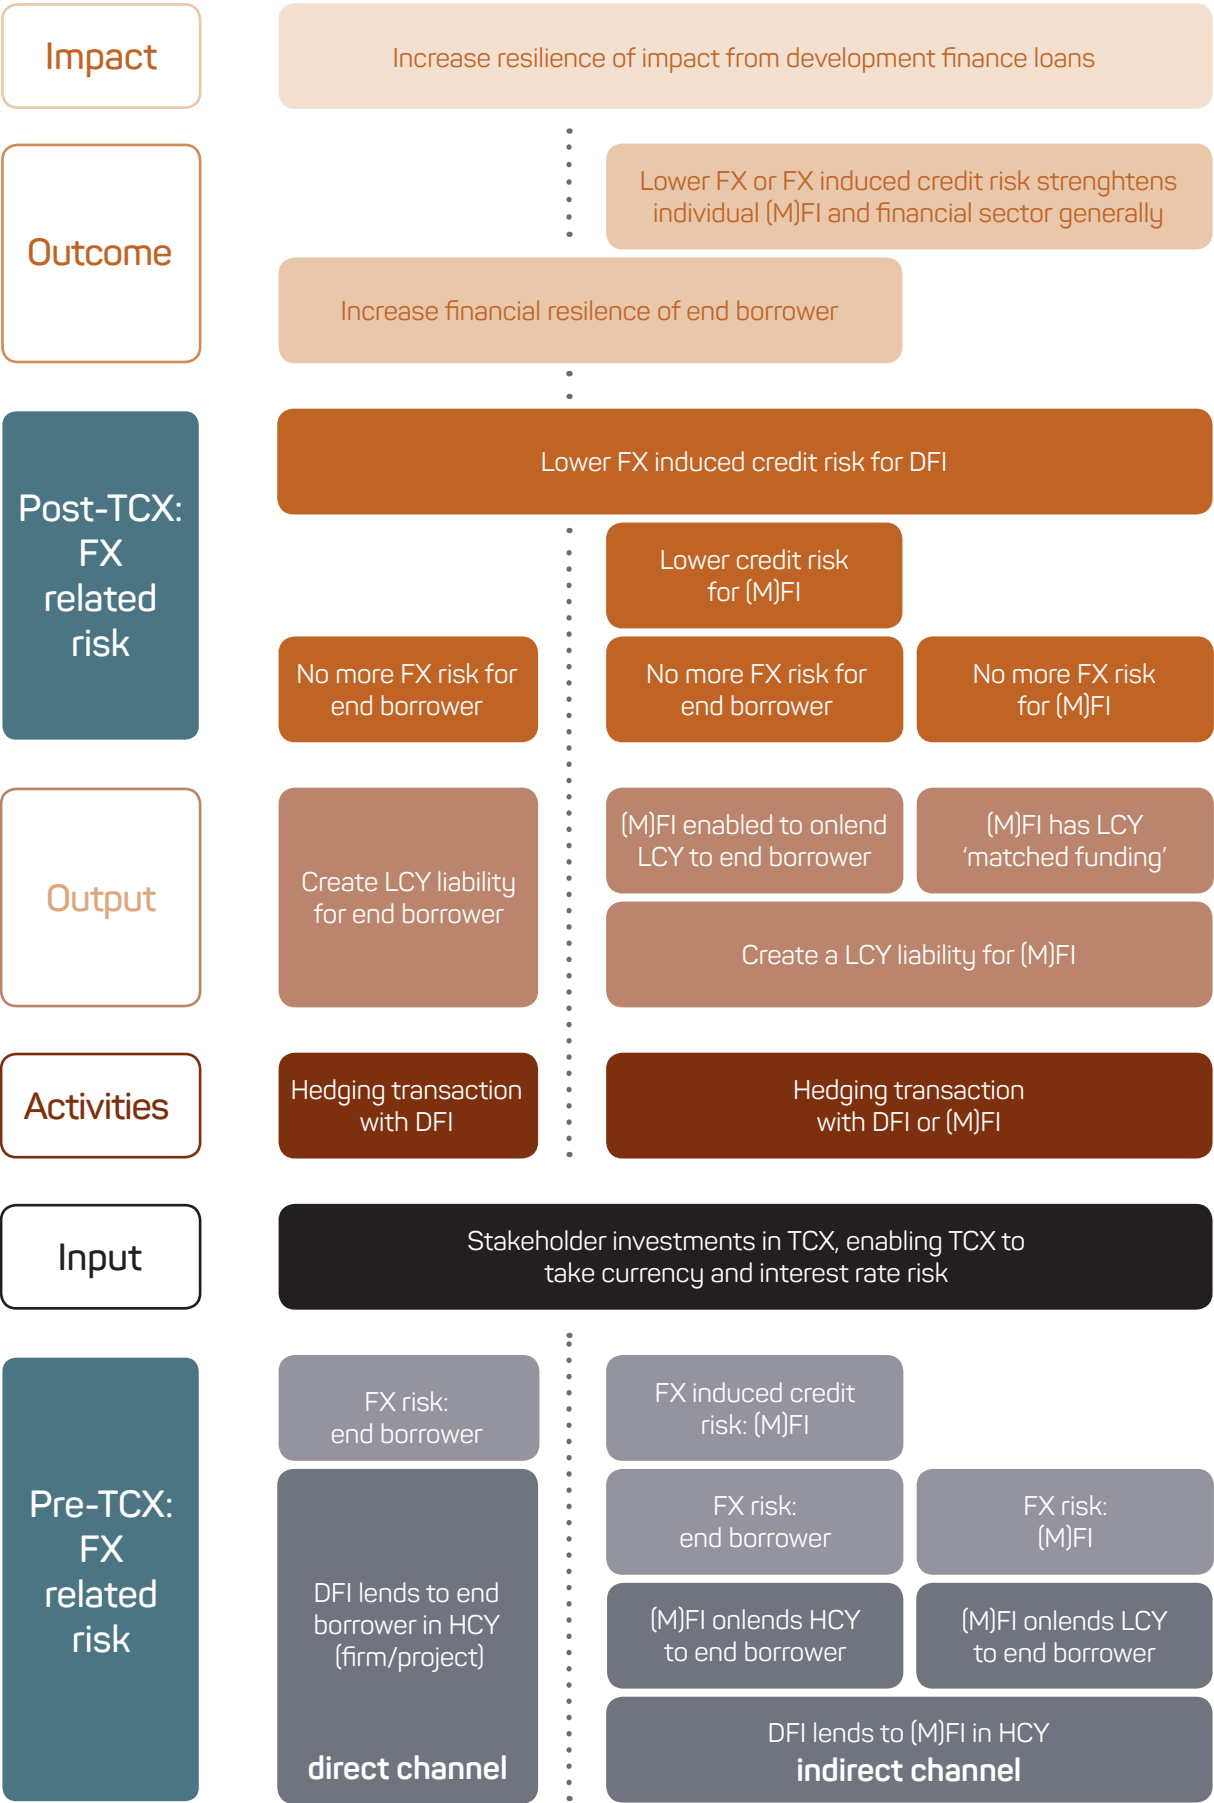 Impact
Increase resilience of impact from development finance loans
Outcome
Lower FX or FX induced credit risk strenghtens
individual (M)FI and financial sector generally
Increase financial resilence of end borrower
Post-TCX:
FX
related
risk
Lower FX induced credit risk for DFI
Lower credit risk
for (M)FI
No more FX risk for
end borrower
No more FX risk for
end borrower
No more FX risk
for (M)FI
Output
Create LCY liability
for end borrower
(M)FI enabled to onlend
LCY to end borrower
(M)FI has LCY
‘matched funding’
Create a LCY liability for (M)FI
Activities
Hedging transaction
with DFI
Hedging transaction
with DFI or (M)FI
Input
Stakeholder investments in TCX, enabling TCX to
take currency and interest rate risk
Pre-TCX:
FX
related
risk
FX risk:
end borrower
DFI lends to end
borrower in HCY
(firm/project)
direct channel
FX induced credit
risk: (M)FI
FX risk:
end borrower
FX risk:
(M)FI
(M)FI onlends HCY
to end borrower
(M)FI onlends LCY
to end borrower
DFI lends to (M)FI in HCY
indirect channel